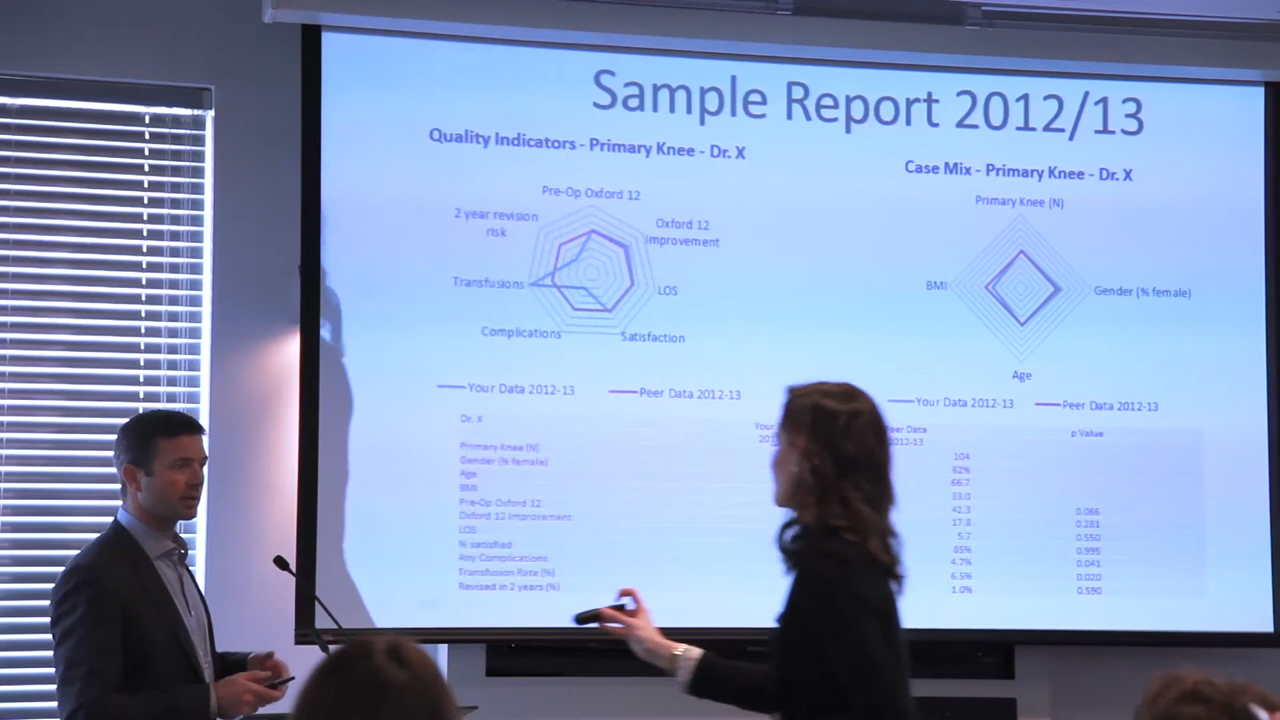 Sample Report 2012/13
Quality Indicators - Primary Knee - Dr. X
Pre-Op Oxford 12
2 year revision
risk
Oxford 12
Improvement
Transfusions
LOS
Complications
Satisfaction
Your Data 2012-13
Peer Data 2012-13
Case Mix - Primary Knee - Dr. X
Primary Knee (N)
BMI
Gender (% female)
Age
Your Data 2012-13
Peer Data 2012-13
Dr. X
Your
Data
2012-13
p Value
Primary Knee (N) 104
Gender (% female) 62%
Age 66.7
BMI 33.0
Pre-Op Oxford 12 42.3 0.066
Oxford 12 Improvement 17.8 0.281
LOS 5.7 0.550
% satisfied 85% 0.995
Any Complications 4.7% 0.041
Transfusion Rate (%) 6.5% 0.020
Revised in 2 years (%) 1.0% 0.590